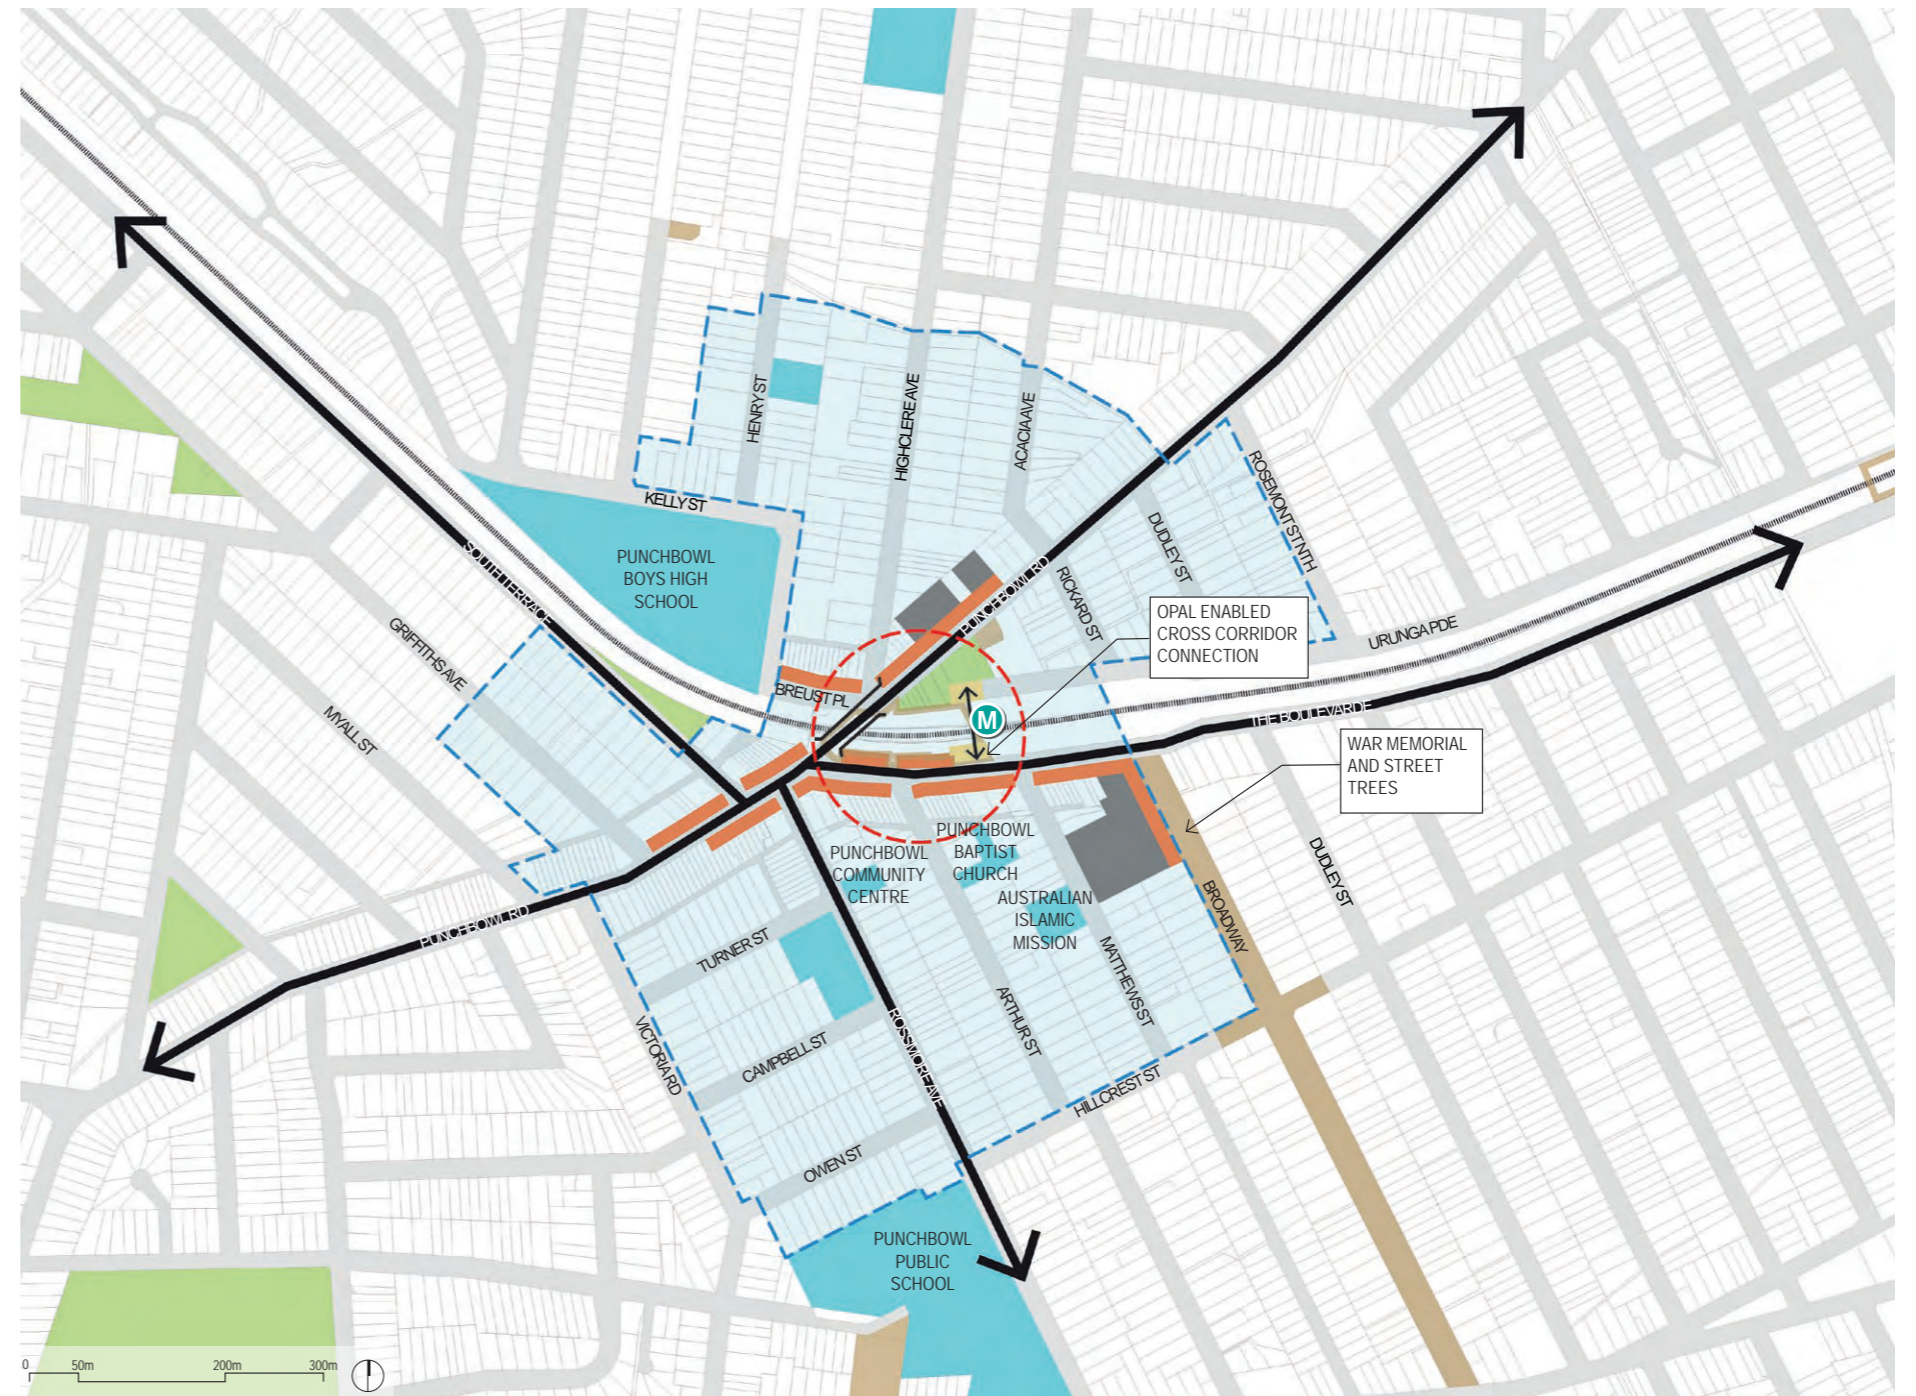 HENRY ST
HIGHCLERE AVE
ACACIA AVE
ROSEMONT ST NTH
KELLY ST
DUDLEY ST
PUNCHBOWL
BOYS HIGH
SCHOOL
SOUTH TERRACE
PUNCHBOWL RD
RICKARD ST
OPAL ENABLED
CROSS CORRIDOR
CONNECTION
URUNGA PDE
GRIFFITHS AVE
BREUST PL
MYALL ST
M
THE BOULEVARDE
WAR MEMORIAL
AND STREET
TREES
PUNCHBOWL
BAPTIST
CHURCH
PUNCHBOWL
COMMUNITY
CENTRE
AUSTRALIAN
ISLAMIC
MISSION
DUDLEY ST
BROADWAY
PUNCHBOWL RD
TURNER ST
MATTHEWS ST
ARTHUR ST
VICTORIA RD
CAMPBELL ST
ROSSMORE AVE
HILLCREST ST
OWEN ST
PUNCHBOWL
PUBLIC
SCHOOL
0 50m 200m 300m